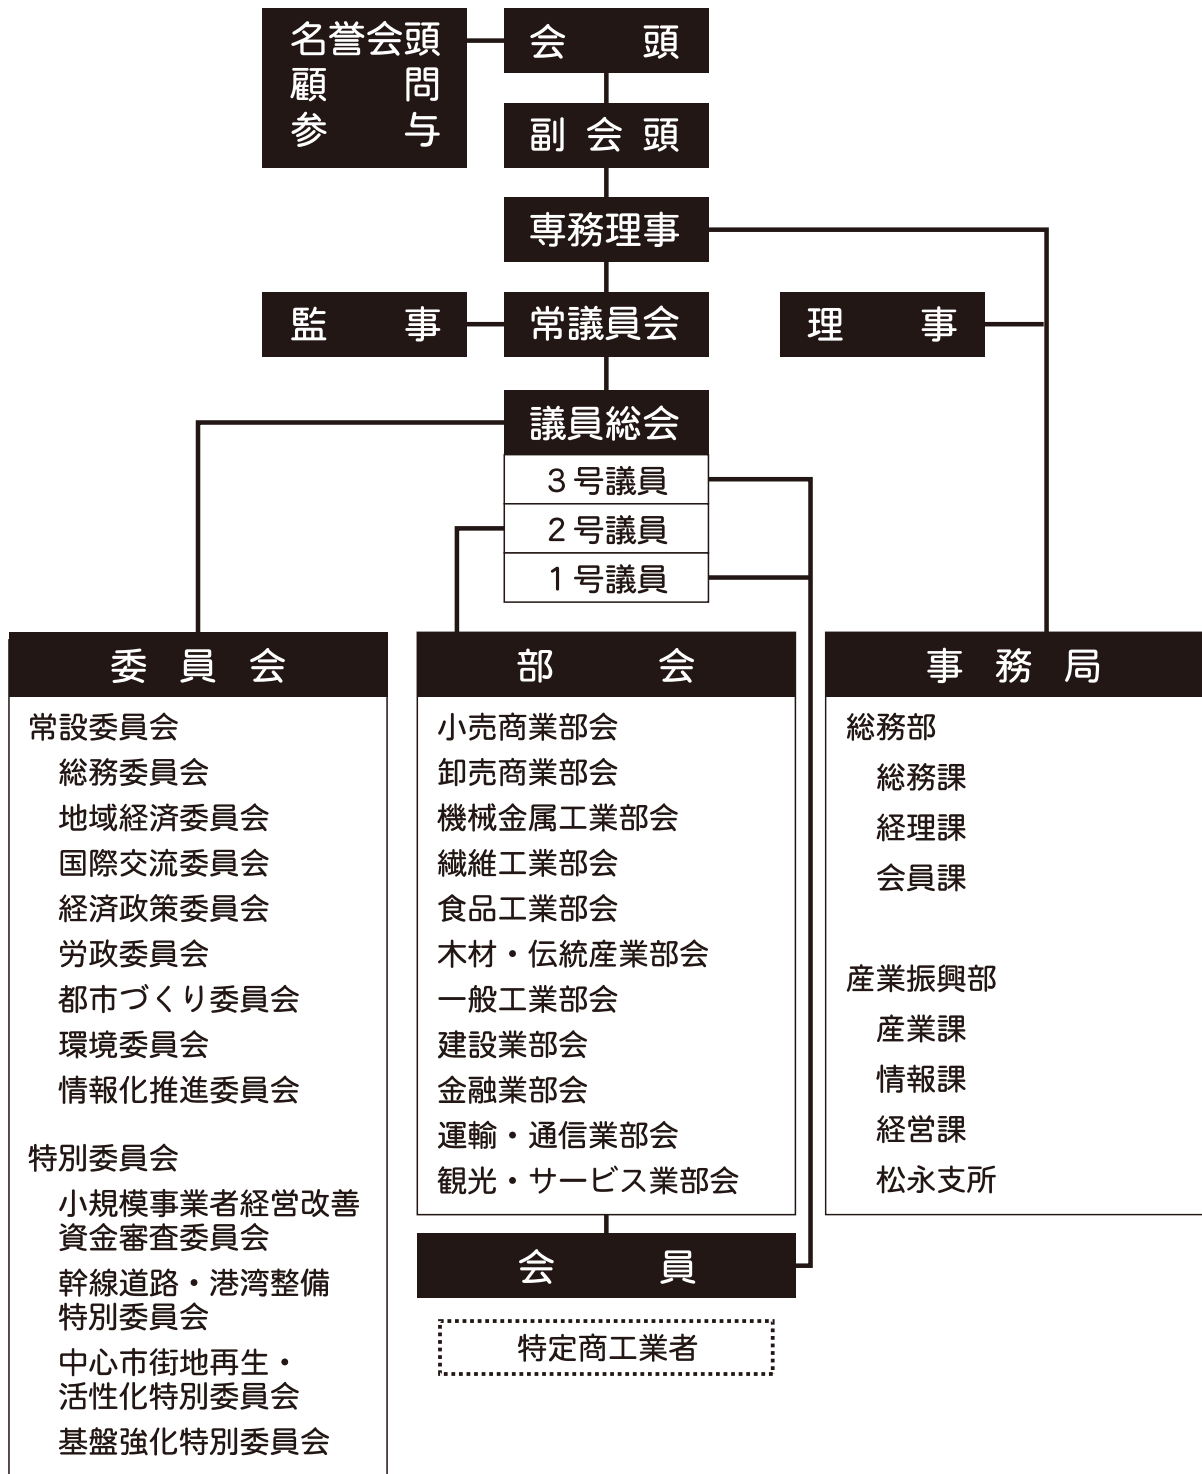 名誉会頭
顧問
参与
会頭
副会頭
専務理事
監事
常議員会
理事
議員総会
3号議員
2号議員
1号議員
委員会
常設委員会
総務委員会
地域経済委員会
国際交流委員会
経済政策委員会
労政委員会
都市づくり委員会
環境委員会
情報化推進委員会
特別委員会
小規模事業者経営改善
資金審査委員会
幹線道路・港湾整備
特別委員会
中心市街地再生・
活性化特別委員会
基盤強化特別委員会
部会
小売商業部会
卸売商業部会
機械金属工業部会
繊維工業部会
食品工業部会
木材・伝統産業部会
一般工業部会
建設業部会
金融業部会
運輸・通信業部会
観光・サービス業部会
会員
特定商工業者
事務局
総務部
総務課
経理課
会員課
産業振興部
産業課
情報課
経営課
松永支所